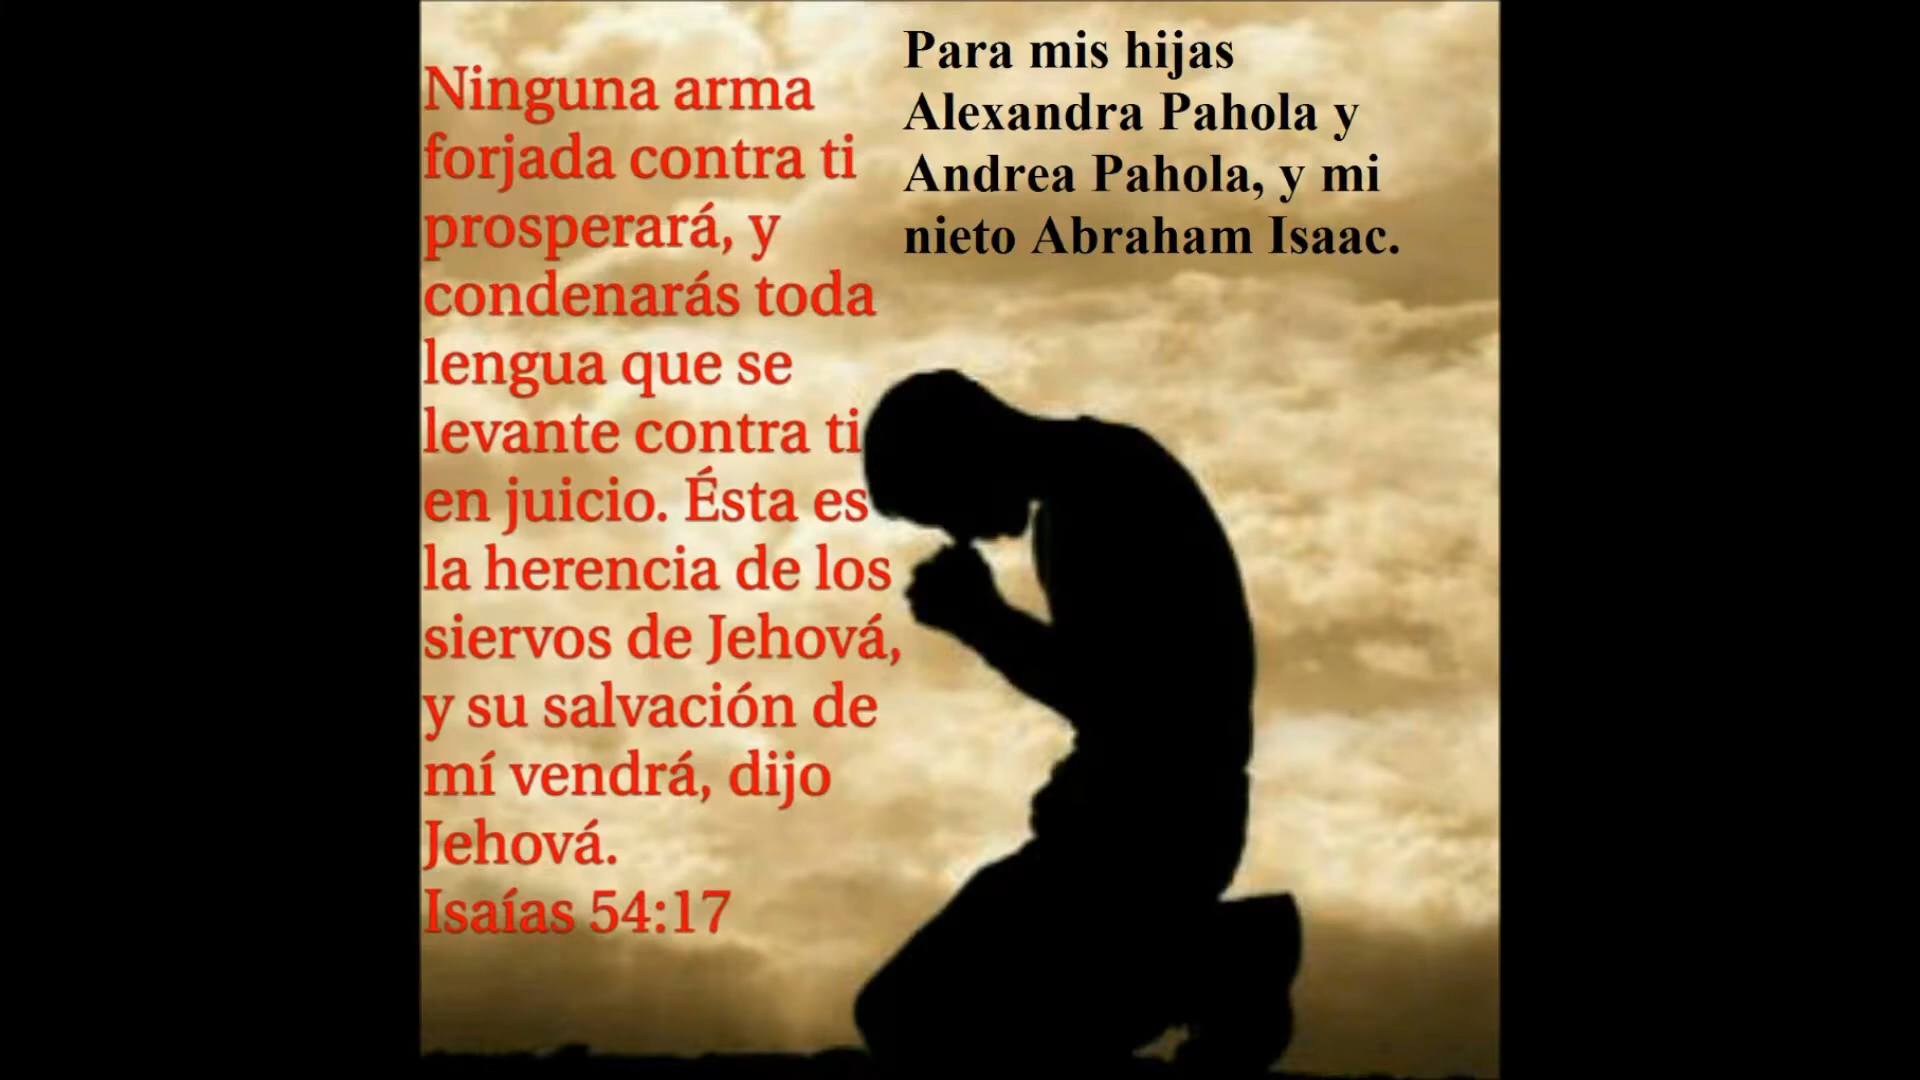 Ninguna arma
forjada contra ti
prosperará, y
condenarás toda
lengua que se
levante contra ti
en juicio. Ésta es
la herencia de los
siervos de Jehová,
y su salvación de
mí vendrá, dijo
Jehová.
Isaías 54:17
Para mis hijas
Alexandra Pahola y
Andrea Pahola, y mi
nieto Abraham Isaac.